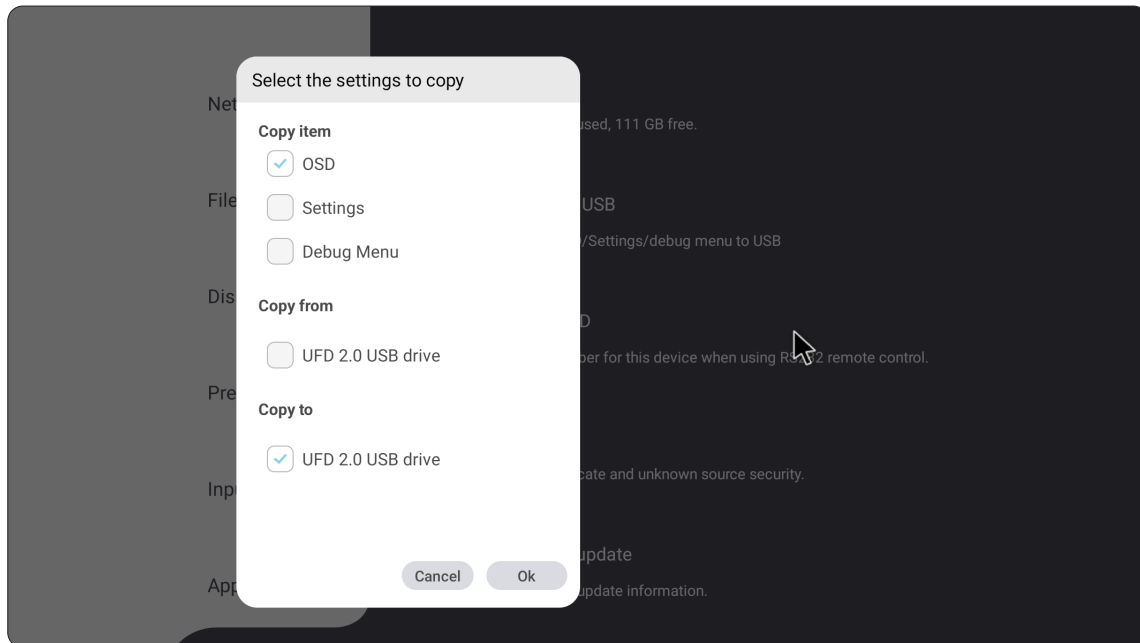 Select the settings to copy
Copy item
OSD
Settings
Debug Menu
Copy from
UFD 2.0 USB drive
Copy to
UFD 2.0 USB drive
Cancel
Ok
Net
File
Dis
Pre
Inp
App
used, 111 GB free.
USB
/Settings/debug menu to USB
D
ber for this device when using RS232 remote control.
cate and unknown source security.
update
update information.